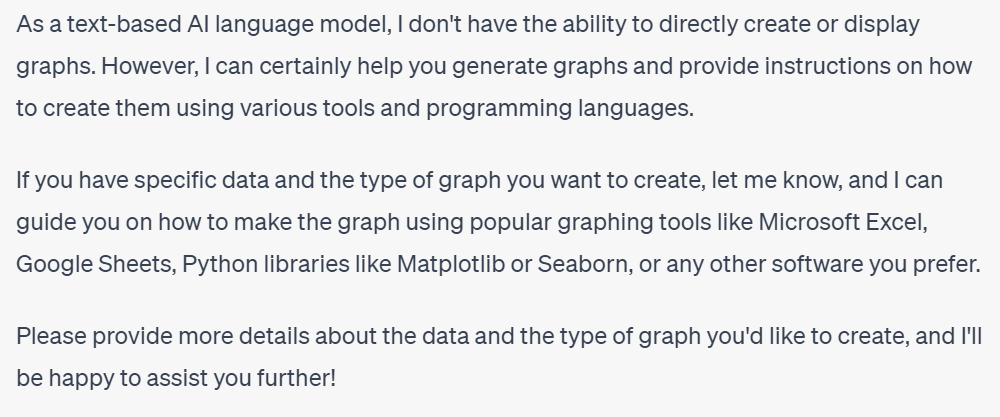 As a text-based AI language model, I don't have the ability to directly create or display
graphs. However, I can certainly help you generate graphs and provide instructions on how
to create them using various tools and programming languages.
If you have specific data and the type of graph you want to create, let me know, and I can
guide you on how to make the graph using popular graphing tools like Microsoft Excel,
Google Sheets, Python libraries like Matplotlib or Seaborn, or any other software you prefer.
Please provide more details about the data and the type of graph you'd like to create, and I'll
be happy to assist you further!